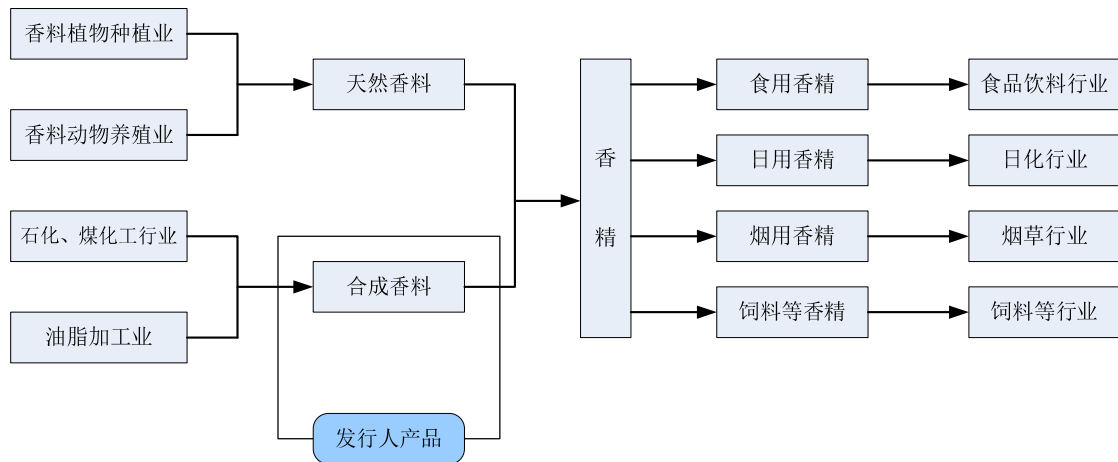 香料植物种植业
香料动物养殖业
石化、煤化工行业
油脂加工业
天然香料
合成香料
发行人产品
香
精
食用香精
日用香精
烟用香精
饲料等香精
食品饮料行业
日化行业
烟草行业
饲料等行业